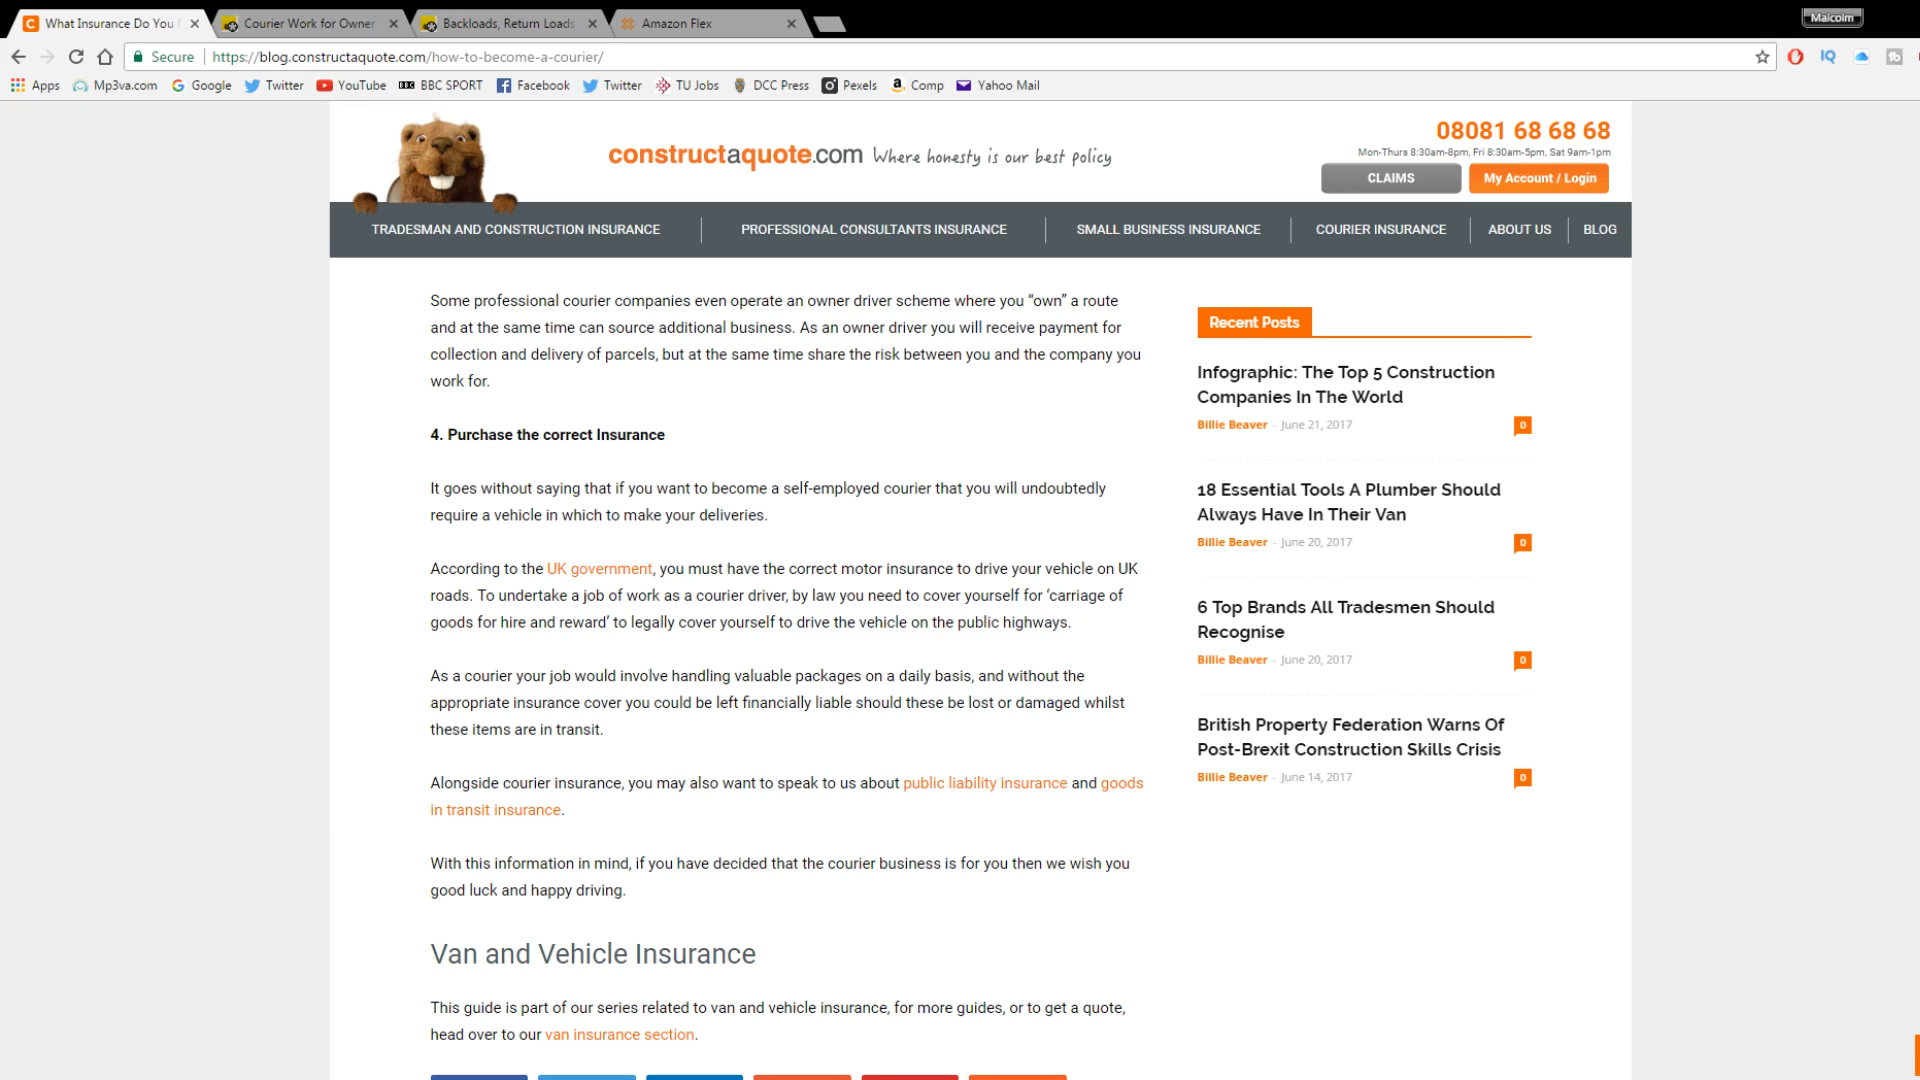 What Insurance Do You
Courier Work for Owner
Backloads, Return Loads
Amazon Flex
Malcolm
Secure
https://blog.constructaquote.com/how-to-become-a-courier/
Apps
Mp3va.com
Google
Twitter
YouTube
BBC SPORT
Facebook
Twitter
TU Jobs
DCC Press
Pexels
Comp
Yahoo Mail
constructaquote.com Where honesty is our best policy
08081 68 68 68
Mon-Thurs 8:30am-8pm, Fri 8:30am-5pm, Sat 9am-1pm
CLAIMS
My Account / Login
TRADESMAN AND CONSTRUCTION INSURANCE
PROFESSIONAL CONSULTANTS INSURANCE
SMALL BUSINESS INSURANCE
COURIER INSURANCE
ABOUT US
BLOG
Some professional courier companies even operate an owner driver scheme where you “own” a route
and at the same time can source additional business. As an owner driver you will receive payment for
collection and delivery of parcels, but at the same time share the risk between you and the company you
work for.
4. Purchase the correct Insurance
It goes without saying that if you want to become a self-employed courier that you will undoubtedly
require a vehicle in which to make your deliveries.
According to the UK government, you must have the correct motor insurance to drive your vehicle on UK
roads. To undertake a job of work as a courier driver, by law you need to cover yourself for ‘carriage of
goods for hire and reward’ to legally cover yourself to drive the vehicle on the public highways.
As a courier your job would involve handling valuable packages on a daily basis, and without the
appropriate insurance cover you could be left financially liable should these be lost or damaged whilst
these items are in transit.
Alongside courier insurance, you may also want to speak to us about public liability insurance and goods
in transit insurance.
With this information in mind, if you have decided that the courier business is for you then we wish you
good luck and happy driving.
Van and Vehicle Insurance
This guide is part of our series related to van and vehicle insurance, for more guides, or to get a quote,
head over to our van insurance section.
Recent Posts
Infographic: The Top 5 Construction
Companies In The World
Billie Beaver - June 21, 2017
0
18 Essential Tools A Plumber Should
Always Have In Their Van
Billie Beaver - June 20, 2017
0
6 Top Brands All Tradesmen Should
Recognise
Billie Beaver - June 20, 2017
0
British Property Federation Warns Of
Post-Brexit Construction Skills Crisis
Billie Beaver - June 14, 2017
0